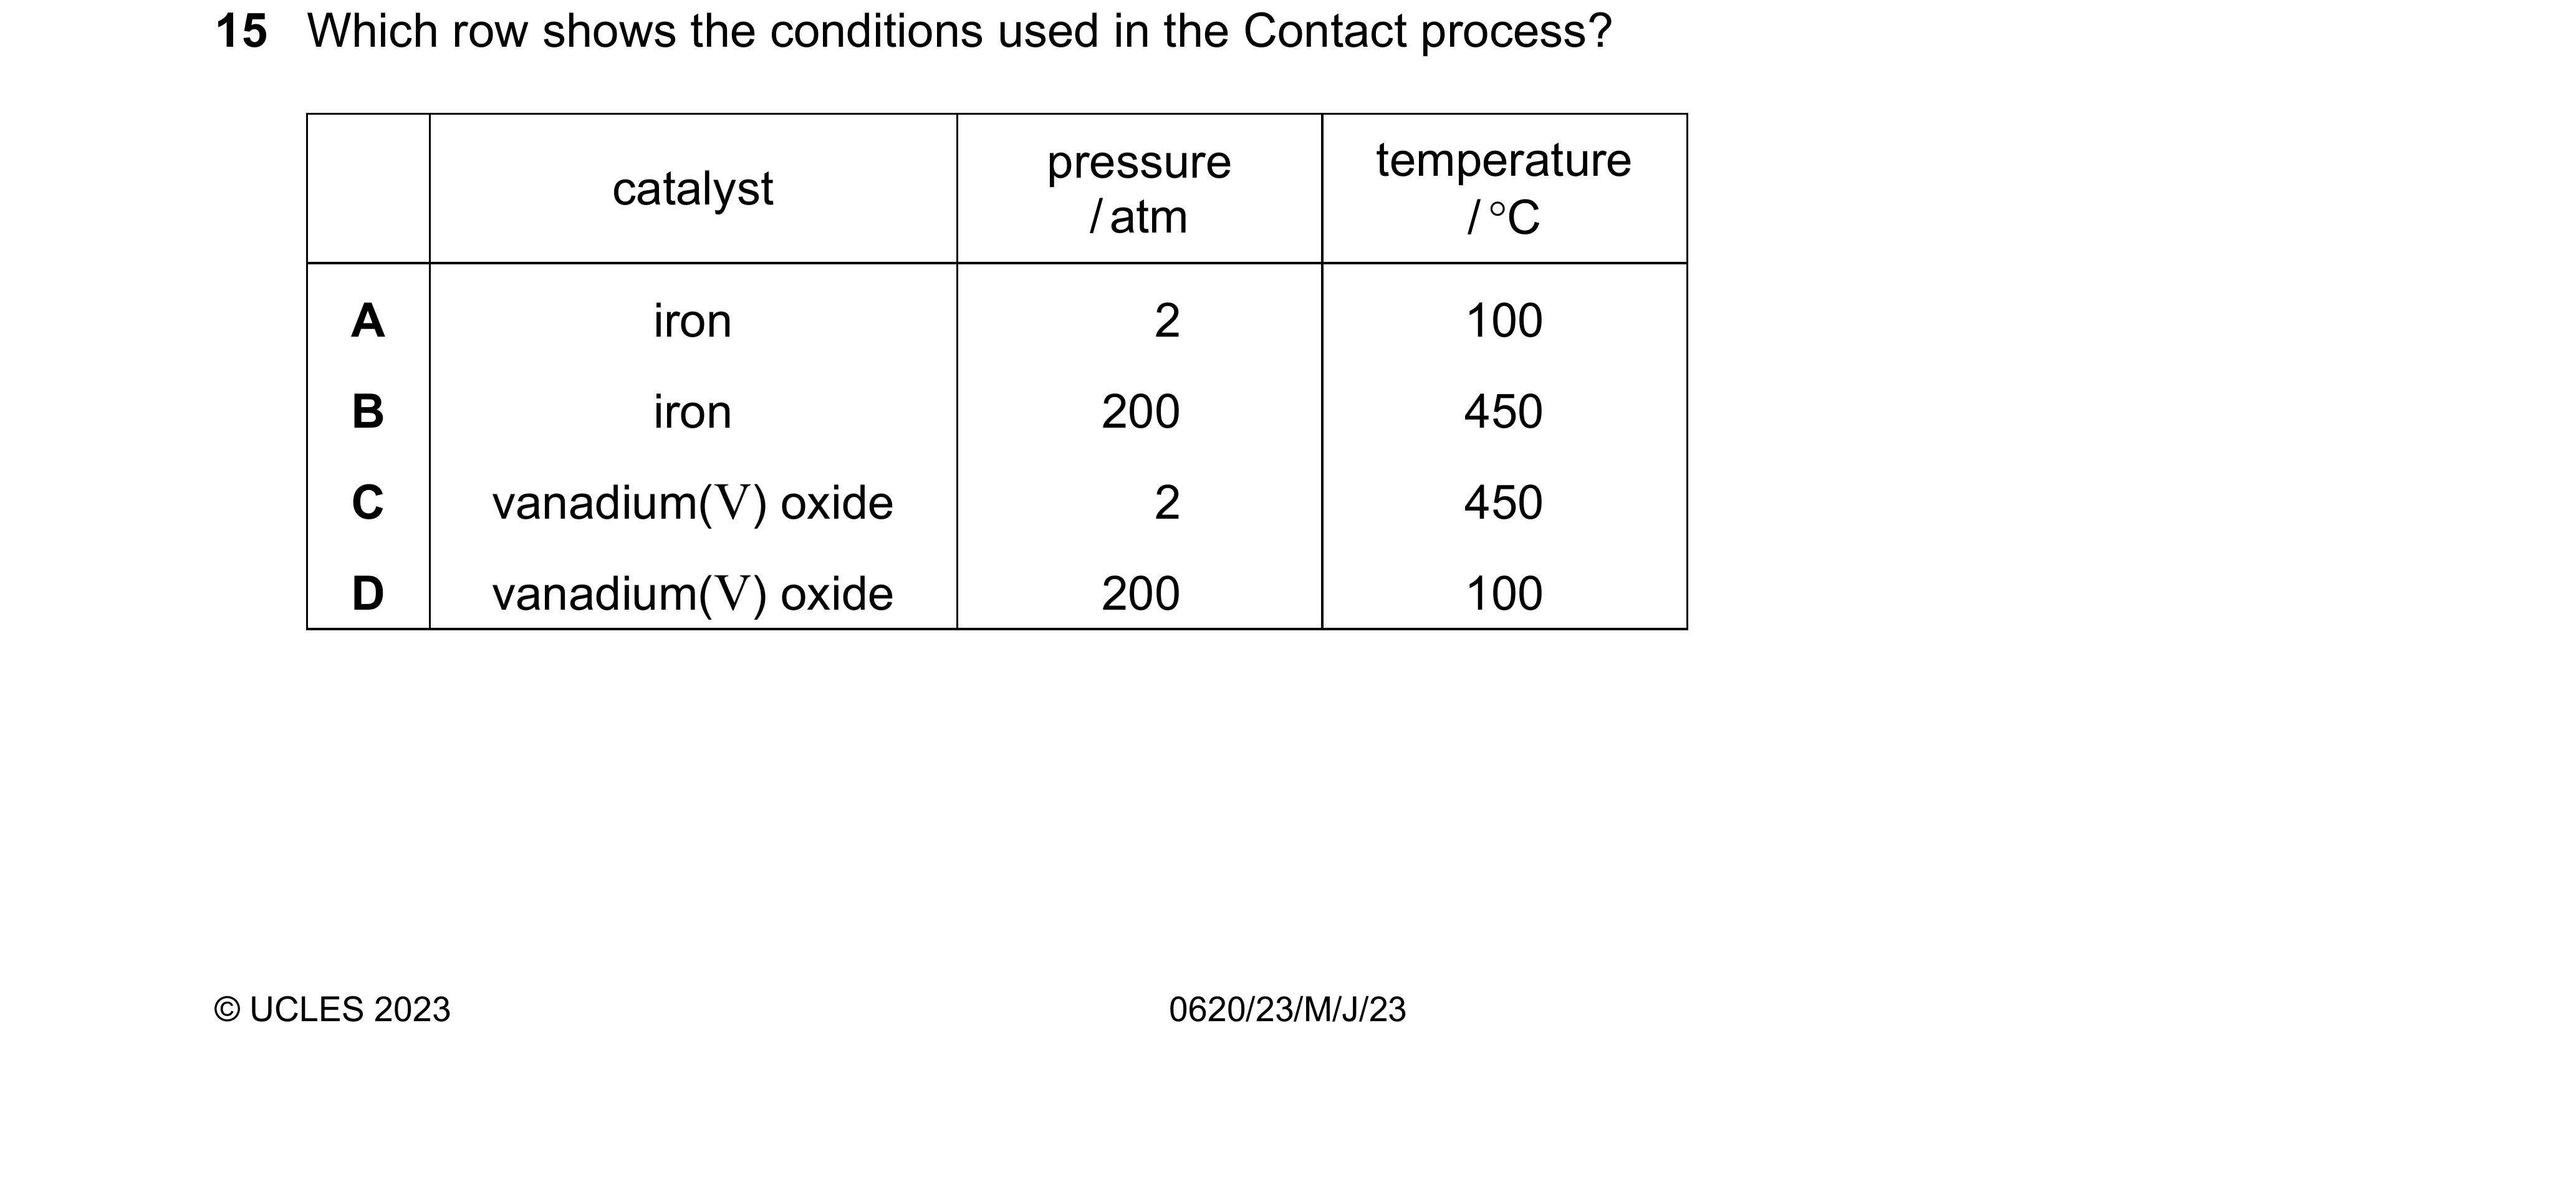 15 Which row shows the conditions used in the Contact process?
catalyst pressure /atm temperature /°C
A iron 2 100
B iron 200 450
C vanadium(V) oxide 2 450
D vanadium(V) oxide 200 100
© UCLES 2023 0620/23/M/J/23